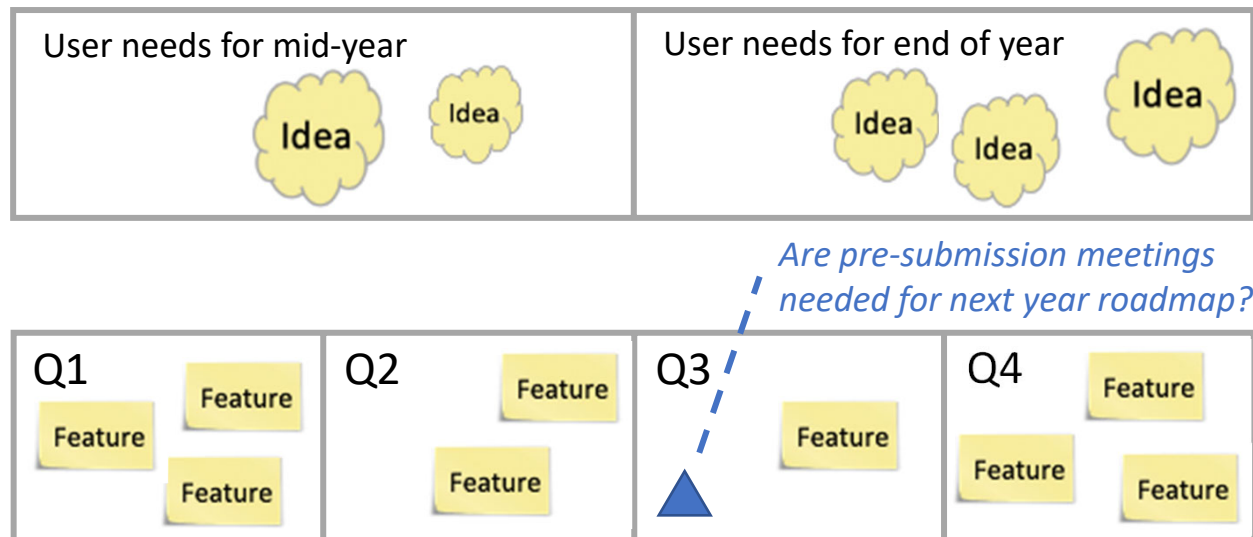 User needs for mid-year
Idea
Idea
User needs for end of year
Idea
Idea
Idea
Are pre-submission meetings
needed for next year roadmap?
Q1
Feature
Feature
Feature
Q2
Feature
Feature
Q3
Feature
Q4
Feature
Feature
Feature